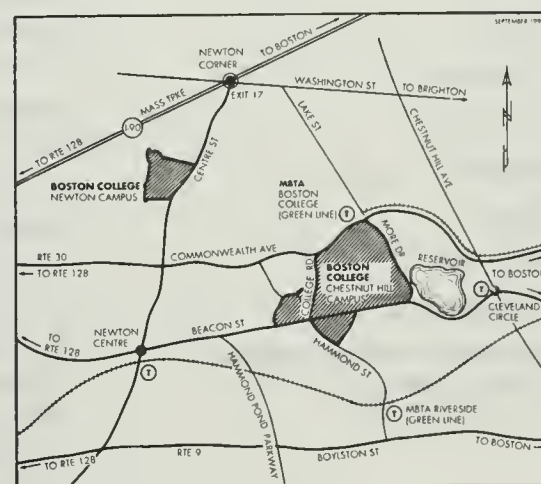 SEPTEMBER 199
NEWTON
CORNER
TO BOSTON
WASHINGTON ST
TO BRIGHTON
EXIT 17
MASS TPKE
I-90
TO RTE 128
LAKE ST
CHESTNUT HILL AVE
N
CENTRE ST
BOSTON COLLEGE
NEWTON CAMPUS
MBTA
BOSTON
COLLEGE
(GREEN LINE)
T
MORE DR
RTE 30
COMMONWEALTH AVE
TO RTE 128
COLLEGE RD
BOSTON
COLLEGE
CHESTNUT HILL
CAMPUS
RESERVOIR
TO BOSTON
T
CLEVELAND
CIRCLE
TO BOSTON
TO
RTE 128
NEWTON
CENTRE
BEACON ST
T
HAMMOND ST
HAMMOND POND
PARKWAY
T
MBTA RIVERSIDE
(GREEN LINE)
RTE 9
BOYLSTON ST
TO BOSTON
TO RTE 128